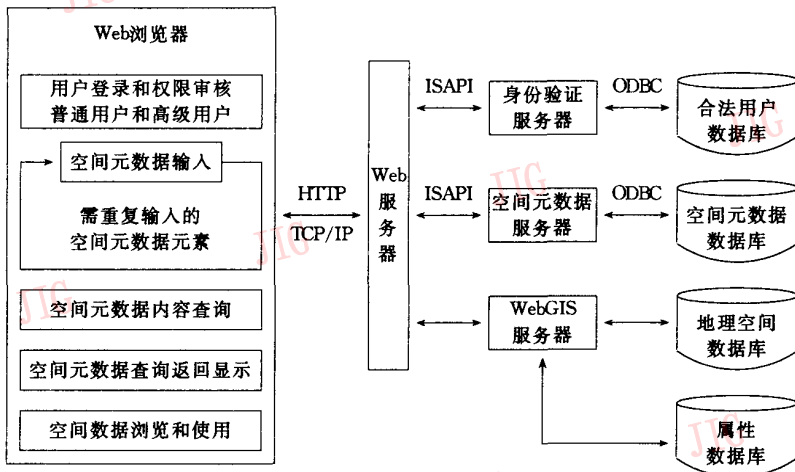 Web浏览器
用户登录和权限审核
普通用户和高级用户
空间元数据输入
需重复输入的
空间元数据元素
空间元数据内容查询
空间元数据查询返回显示
空间数据浏览和使用
HTTP
TCP/IP
Web
服
务
器
ISAPI
身份验证
服务器
ODBC
合法用户
数据库
ISAPI
空间元数据
服务器
ODBC
空间元数据
数据库
WebGIS
服务器
地理空间
数据库
属性
数据库
JIG
JIG
JIG
JIG
JIG
JIG